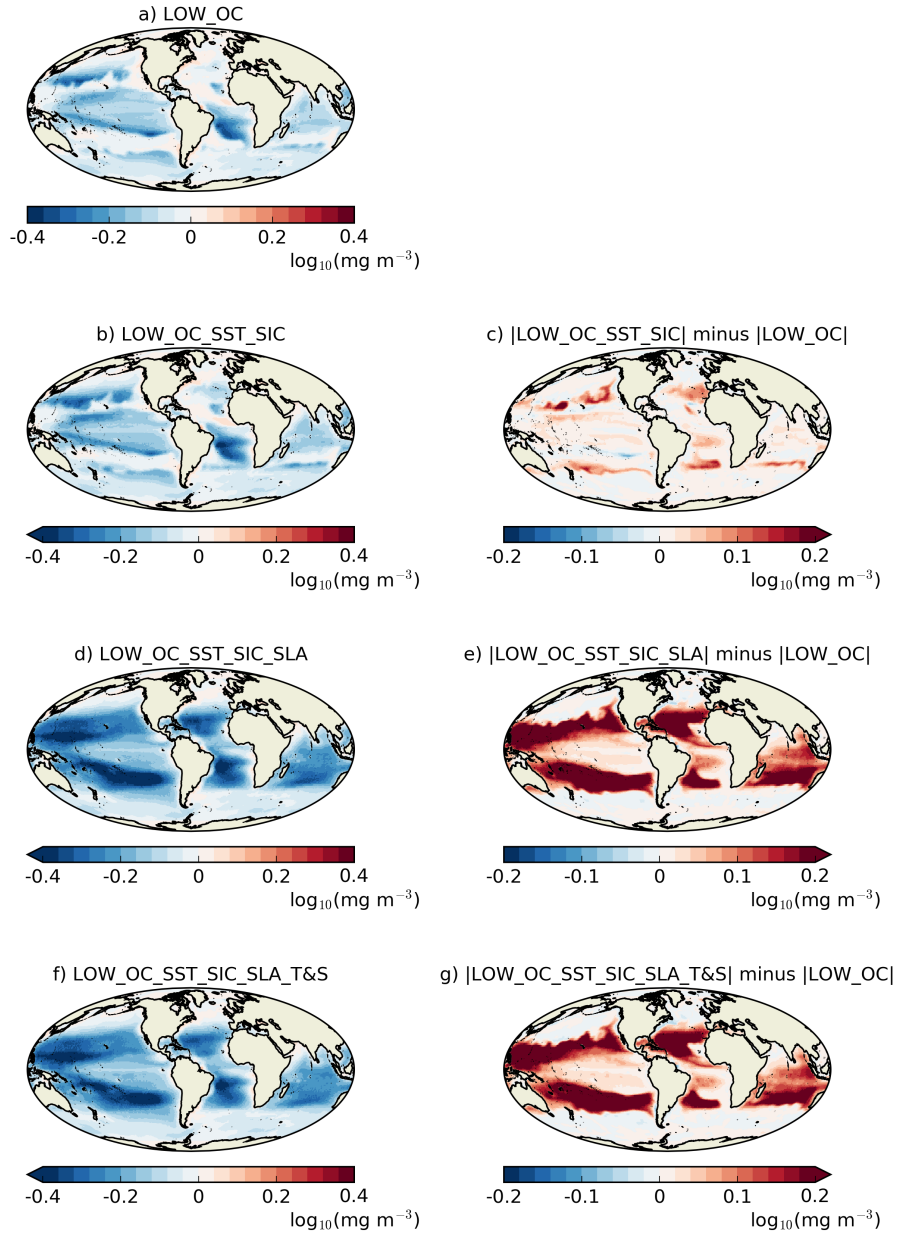 a) LOW_OC
-0.4 -0.2 0 0.2 0.4
log₁₀(mg m⁻³)
b) LOW_OC_SST_SIC
c) |LOW_OC_SST_SIC| minus |LOW_OC|
-0.4 -0.2 0 0.2 0.4
-0.2 -0.1 0 0.1 0.2
log₁₀(mg m⁻³)
log₁₀(mg m⁻³)
d) LOW_OC_SST_SIC_SLA
e) |LOW_OC_SST_SIC_SLA| minus |LOW_OC|
-0.4 -0.2 0 0.2 0.4
-0.2 -0.1 0 0.1 0.2
log₁₀(mg m⁻³)
log₁₀(mg m⁻³)
f) LOW_OC_SST_SIC_SLA_T&S
g) |LOW_OC_SST_SIC_SLA_T&S| minus |LOW_OC|
-0.4 -0.2 0 0.2 0.4
-0.2 -0.1 0 0.1 0.2
log₁₀(mg m⁻³)
log₁₀(mg m⁻³)